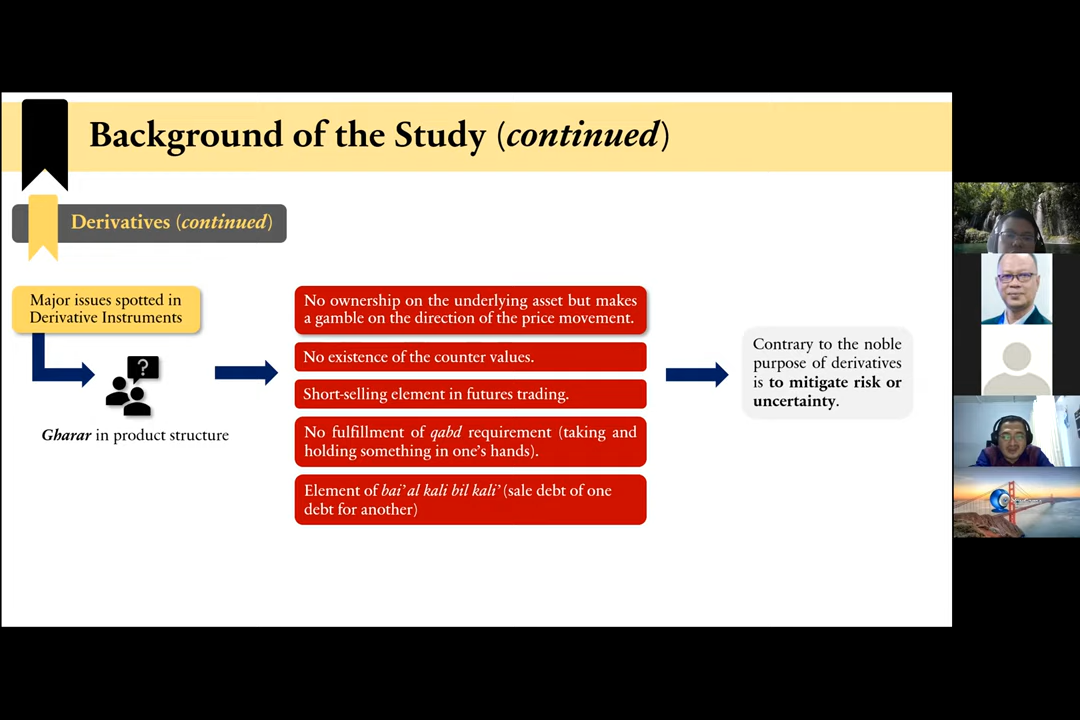 Background of the Study (continued)
Derivatives (continued)
Major issues spotted in
Derivative Instruments
?
Gharar in product structure
No ownership on the underlying asset but makes
a gamble on the direction of the price movement.
No existence of the counter values.
Short-selling element in futures trading.
No fulfillment of qabd requirement (taking and
holding something in one's hands).
Element of bai' al kali bil kali' (sale debt of one
debt for another)
Contrary to the noble
purpose of derivatives
is to mitigate risk or
uncertainty.